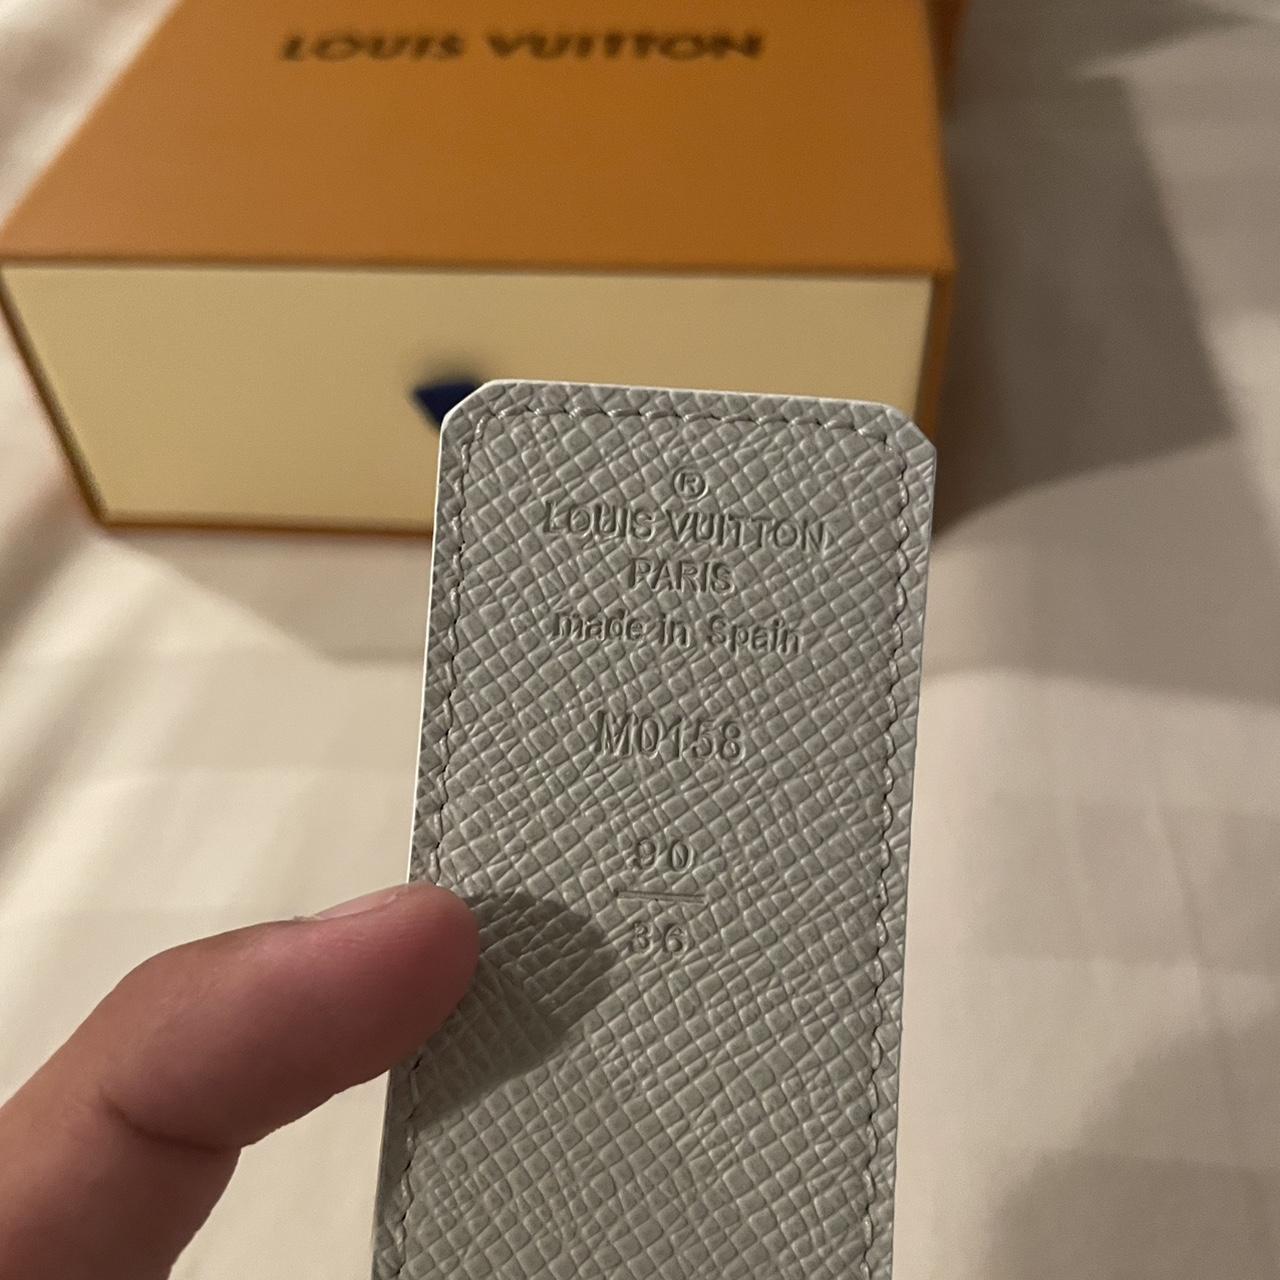 LOUIS VUITTON
®
LOUIS VUITTON
PARIS
made in Spain
M0158
90
36